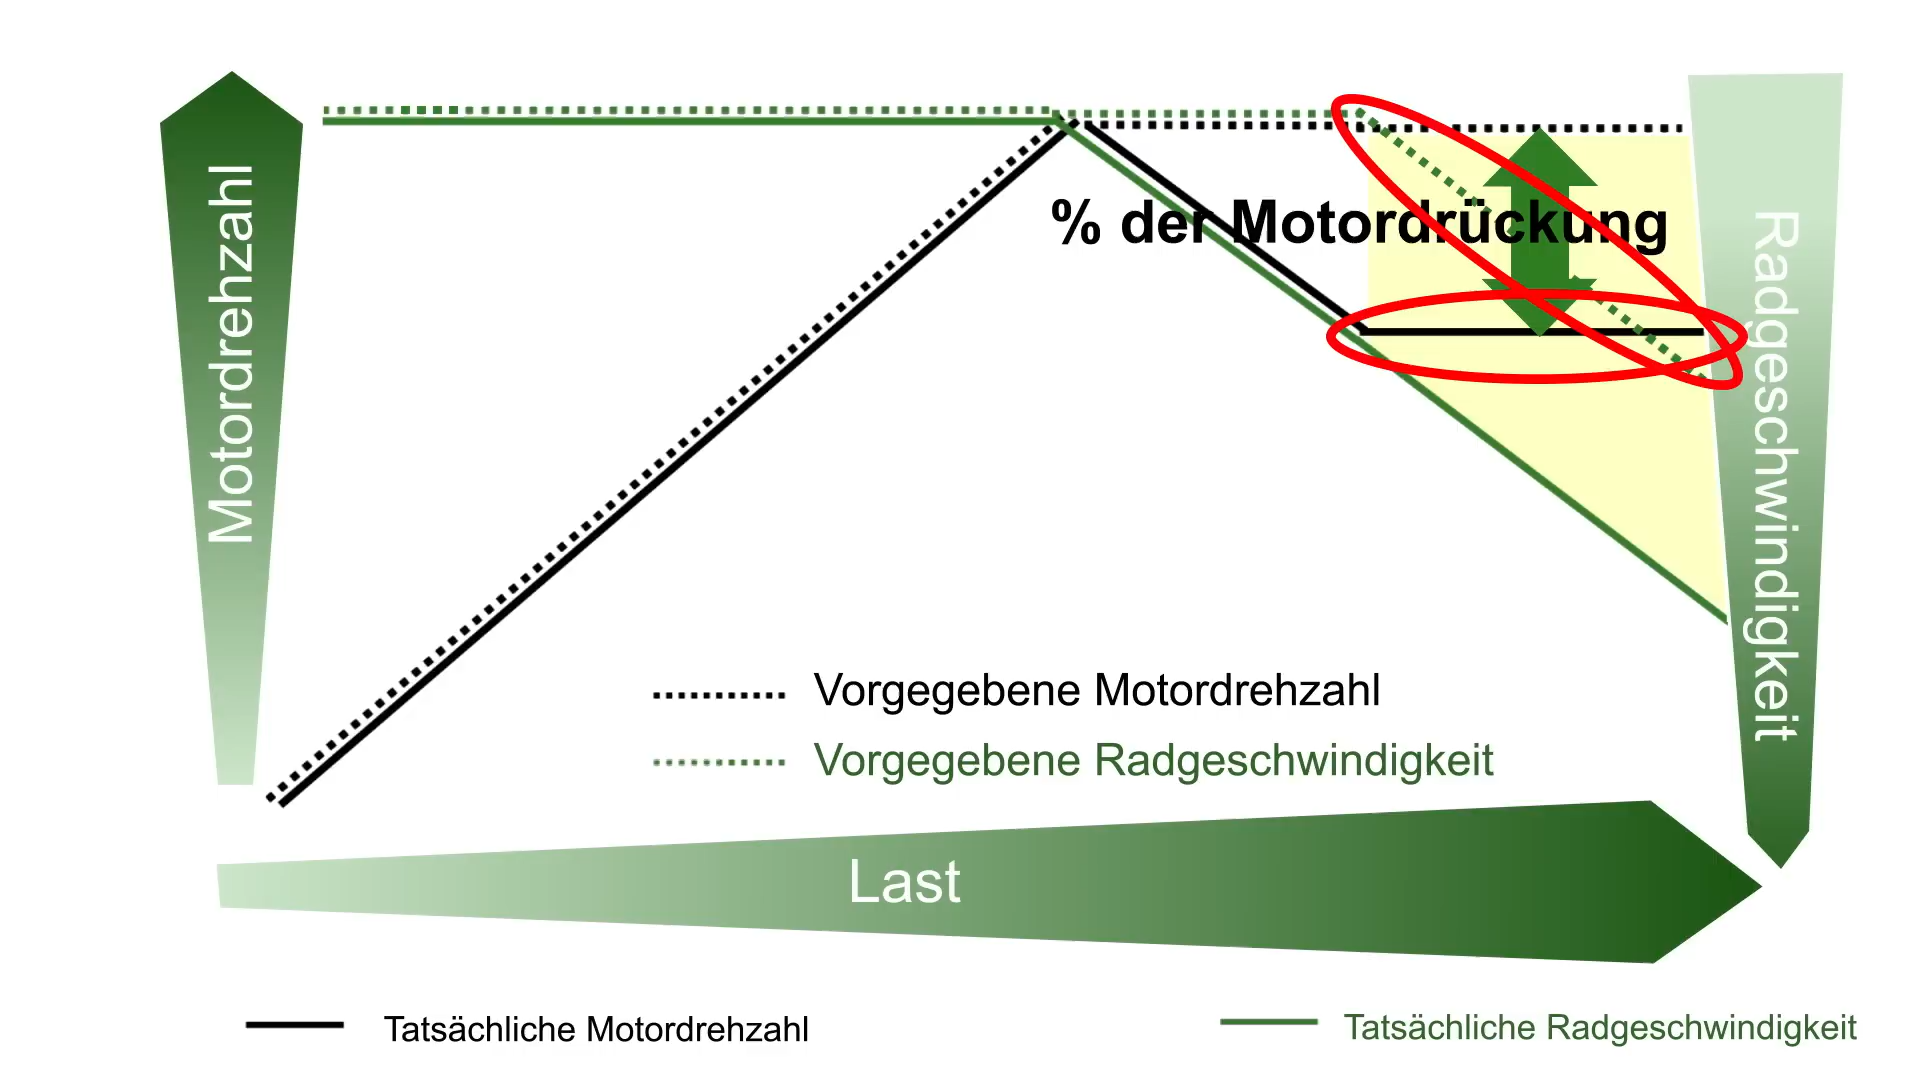 Motordrehzahl
% der Motordrückung
Radgeschwindigkeit
Vorgegebene Motordrehzahl
Vorgegebene Radgeschwindigkeit
Last
Tatsächliche Motordrehzahl
Tatsächliche Radgeschwindigkeit